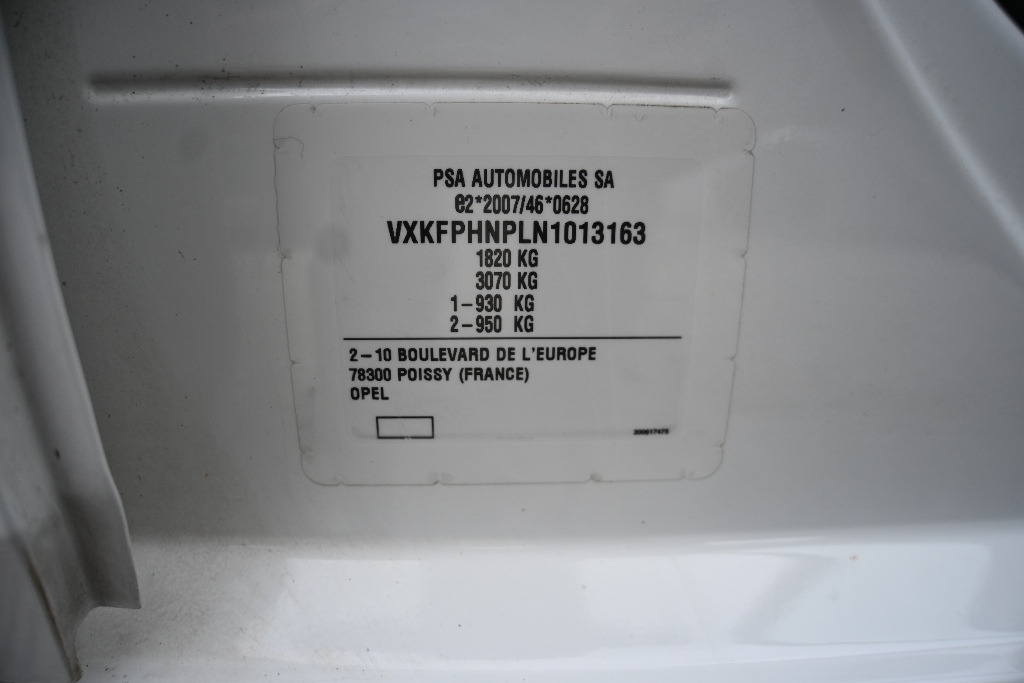 PSA AUTOMOBILES SA
e2*2007/46*0628
VXKFPHNPLN1013163
1820 KG
3070 KG
1-930 KG
2-950 KG
2-10 BOULEVARD DE L'EUROPE
78300 POISSY (FRANCE)
OPEL